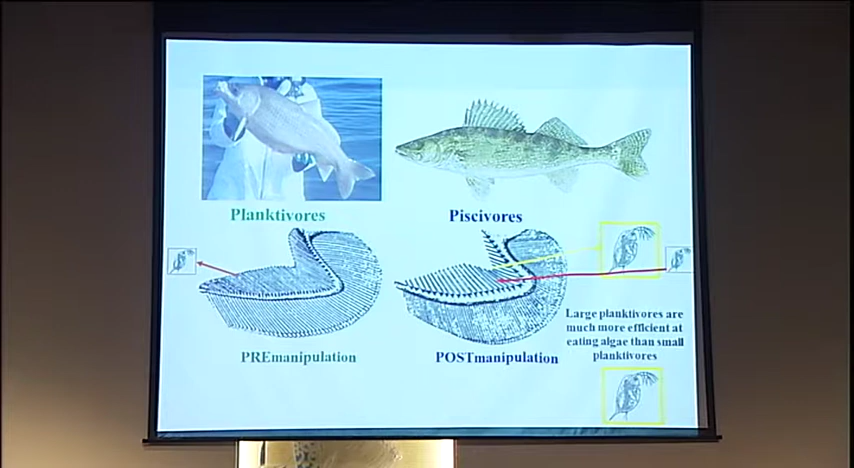 Planktivores
Piscivores
PREmanipulation
POSTmanipulation
Large planktivores are
much more efficient at
eating algae than small
planktivores